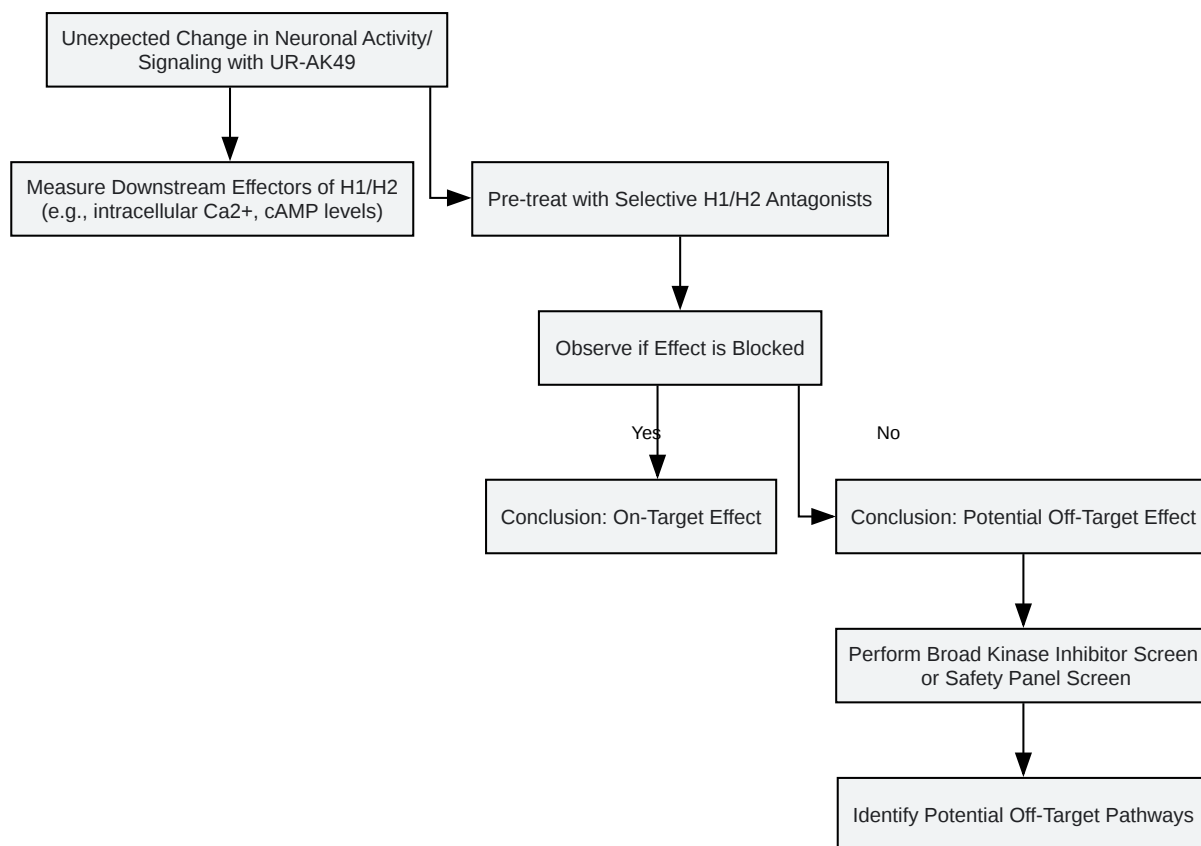 Unexpected Change in Neuronal Activity/
Signaling with UR-AK49
Measure Downstream Effectors of H1/H2
(e.g., intracellular Ca2+, cAMP levels)
Pre-treat with Selective H1/H2 Antagonists
Observe if Effect is Blocked
Yes
No
Conclusion: On-Target Effect
Conclusion: Potential Off-Target Effect
Perform Broad Kinase Inhibitor Screen
or Safety Panel Screen
Identify Potential Off-Target Pathways